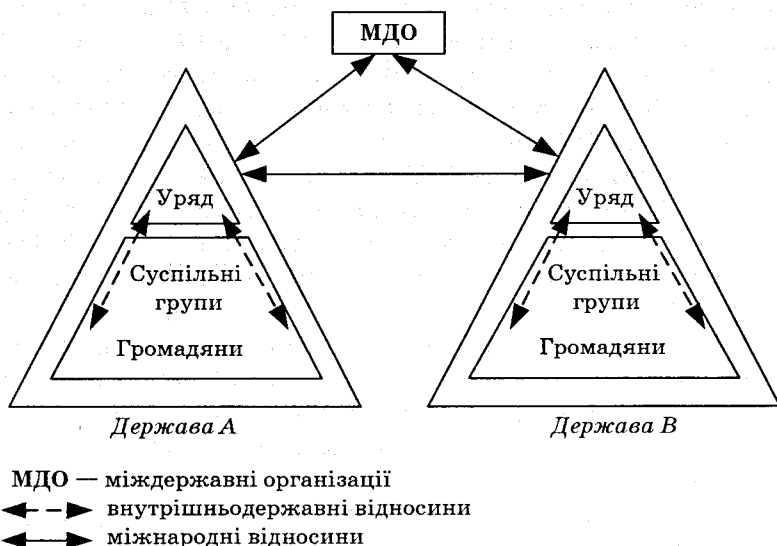 МДО
Уряд
Суспільні
групи
Громадяни
Держава А
Уряд
Суспільні
групи
Громадяни
Держава В
МДО — міждержавні організації
внутрішньодержавні відносини
міжнародні відносини